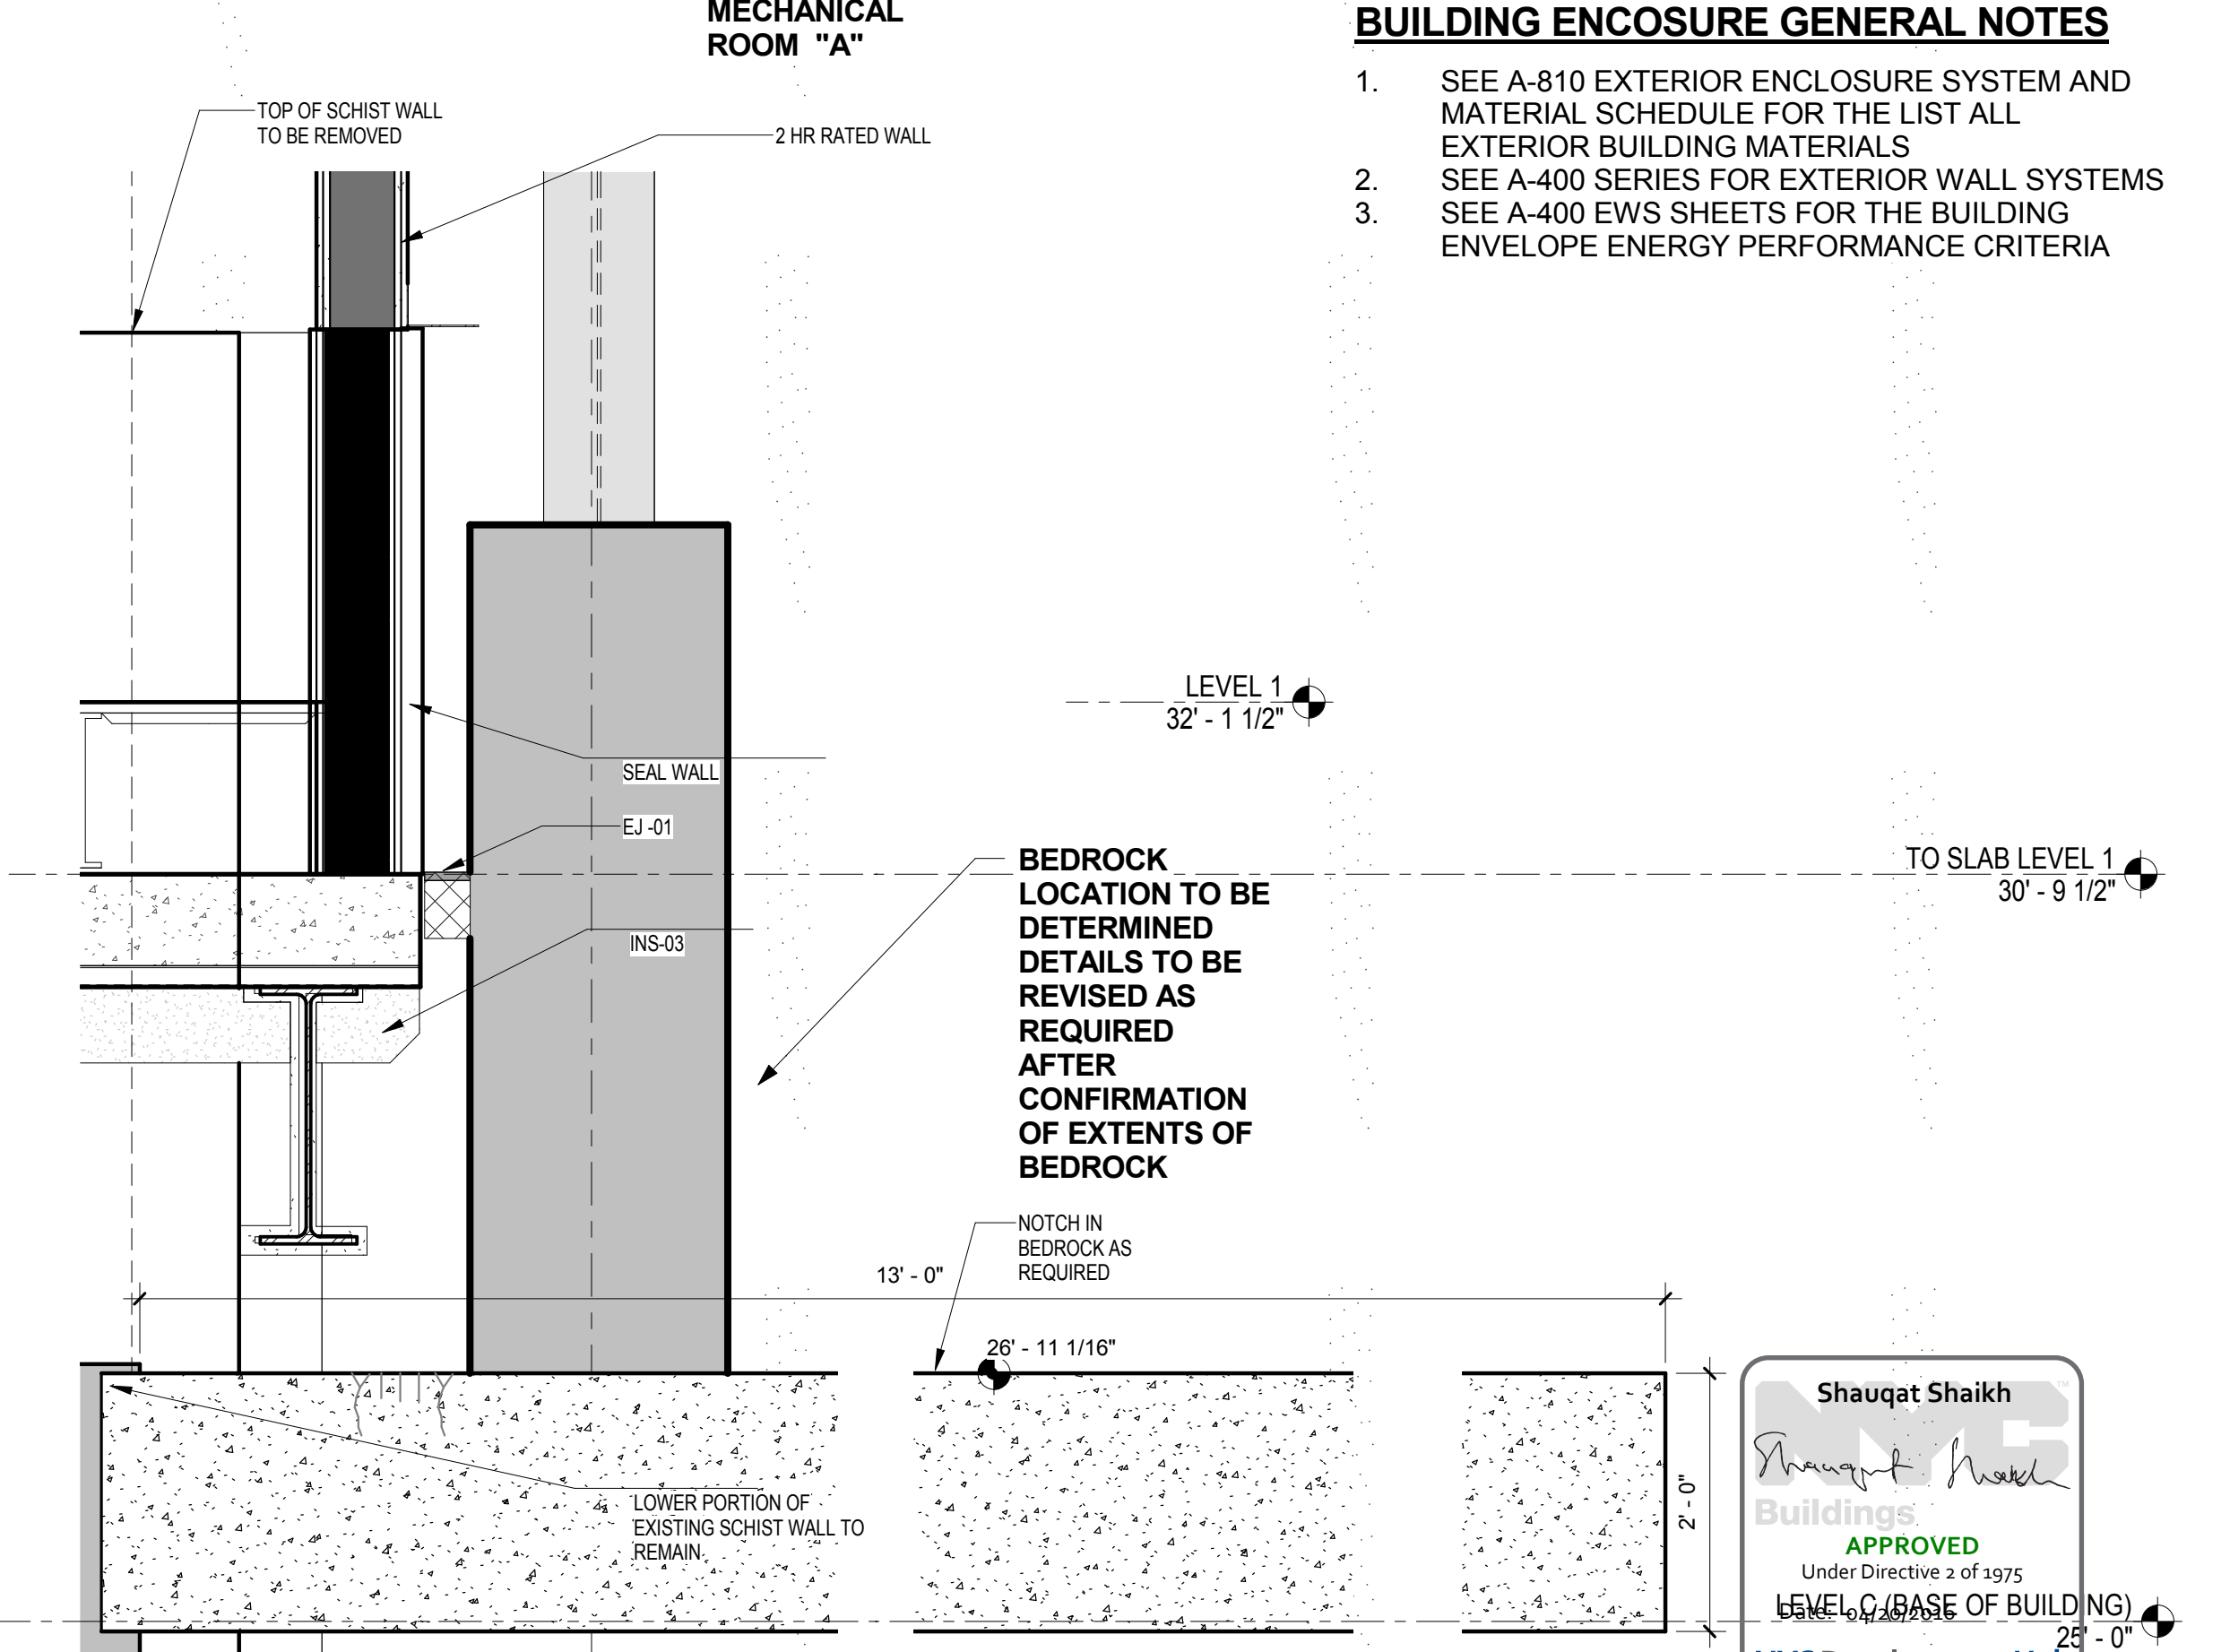 MECHANICAL
ROOM "A"
BUILDING ENCOSURE GENERAL NOTES
1. SEE A-810 EXTERIOR ENCLOSURE SYSTEM AND
MATERIAL SCHEDULE FOR THE LIST ALL
EXTERIOR BUILDING MATERIALS
2. SEE A-400 SERIES FOR EXTERIOR WALL SYSTEMS
3. SEE A-400 EWS SHEETS FOR THE BUILDING
ENVELOPE ENERGY PERFORMANCE CRITERIA
TOP OF SCHIST WALL
TO BE REMOVED
2 HR RATED WALL
LEVEL 1
32' - 1 1/2"
SEAL WALL
EJ -01
INS-03
TO SLAB LEVEL 1
30' - 9 1/2"
BEDROCK
LOCATION TO BE
DETERMINED
DETAILS TO BE
REVISED AS
REQUIRED
AFTER
CONFIRMATION
OF EXTENTS OF
BEDROCK
NOTCH IN
BEDROCK AS
REQUIRED
13' - 0"
26' - 11 1/16"
LOWER PORTION OF
EXISTING SCHIST WALL TO
REMAIN
2' - 0"
NYC TM
Shauqat Shaikh
Shauqat Shaikh
Buildings
APPROVED
Under Directive 2 of 1975
LEVEL C (BASE OF BUILDING)
Date: 04/20/2016
25' - 0"